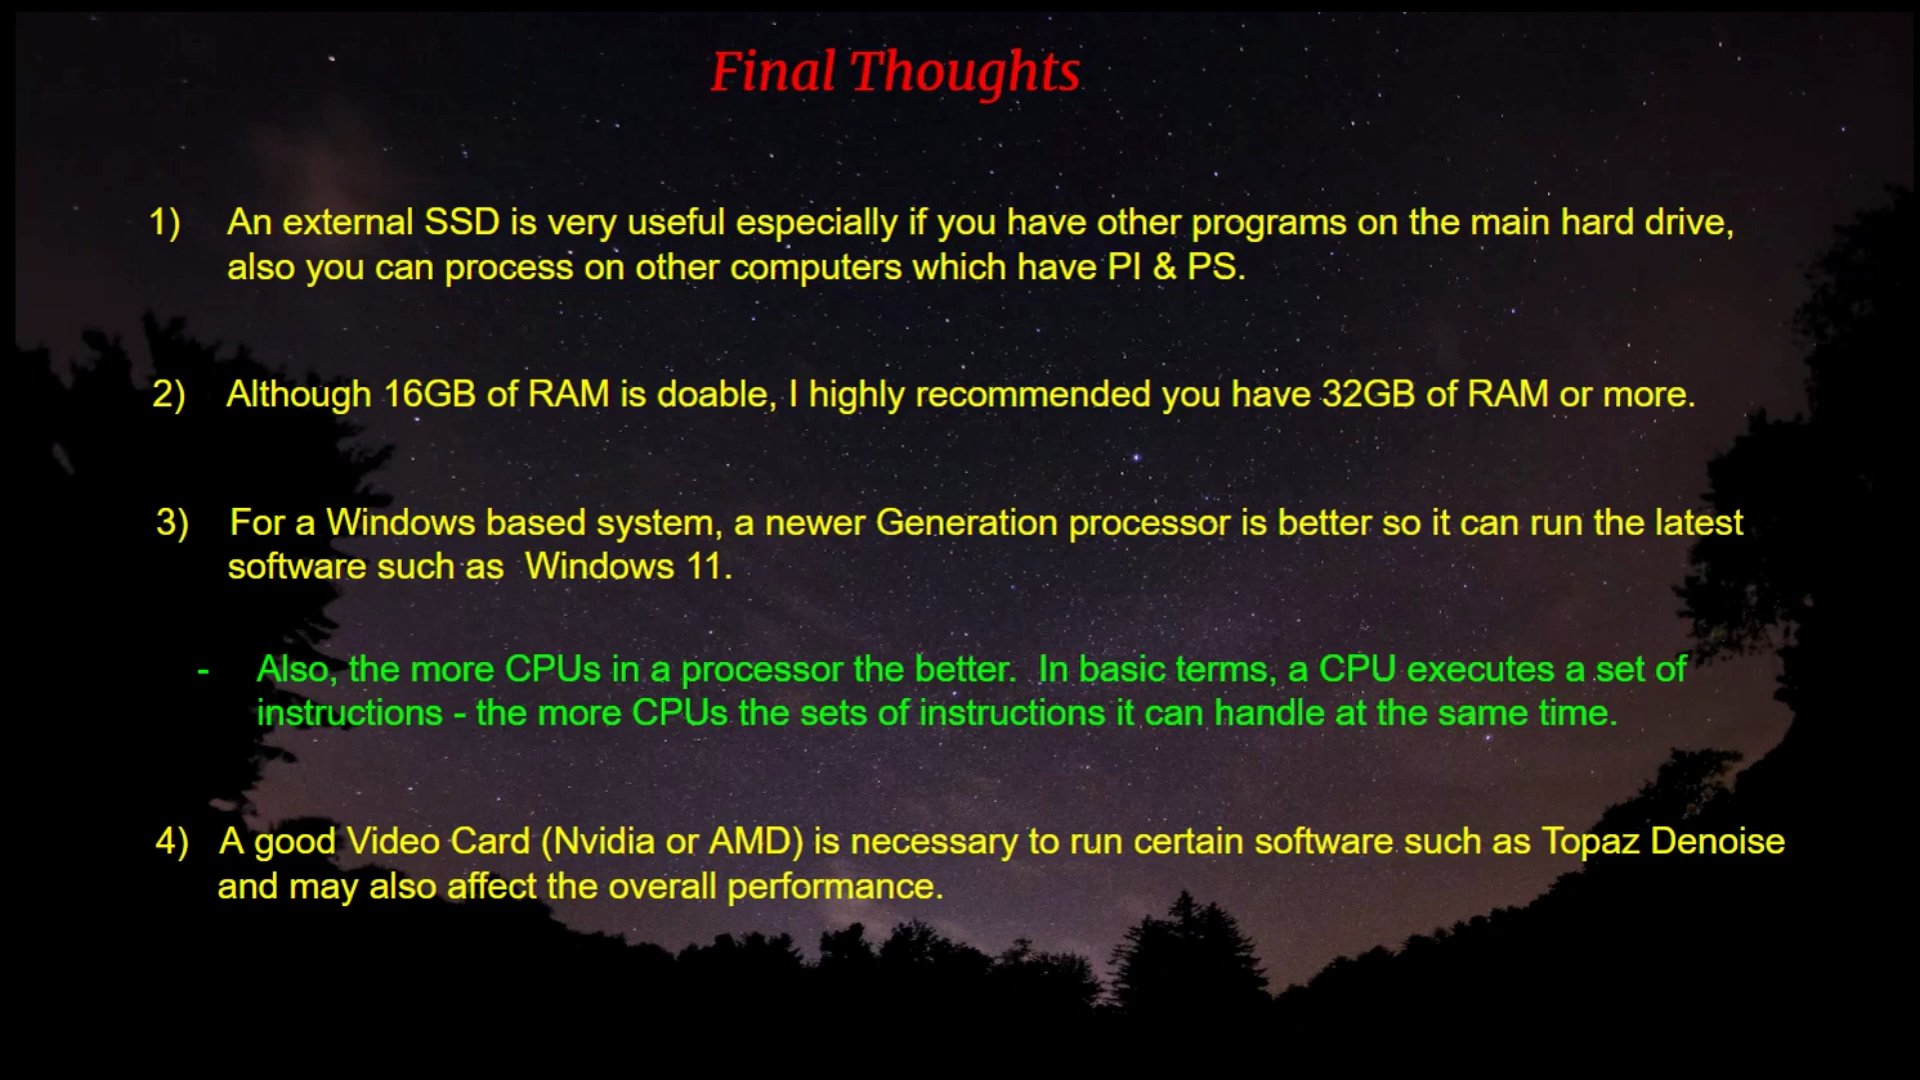 Final Thoughts
1) An external SSD is very useful especially if you have other programs on the main hard drive,
also you can process on other computers which have PI & PS.
2) Although 16GB of RAM is doable, I highly recommended you have 32GB of RAM or more.
3) For a Windows based system, a newer Generation processor is better so it can run the latest
software such as Windows 11.
- Also, the more CPUs in a processor the better. In basic terms, a CPU executes a set of
instructions - the more CPUs the sets of instructions it can handle at the same time.
4) A good Video Card (Nvidia or AMD) is necessary to run certain software such as Topaz Denoise
and may also affect the overall performance.